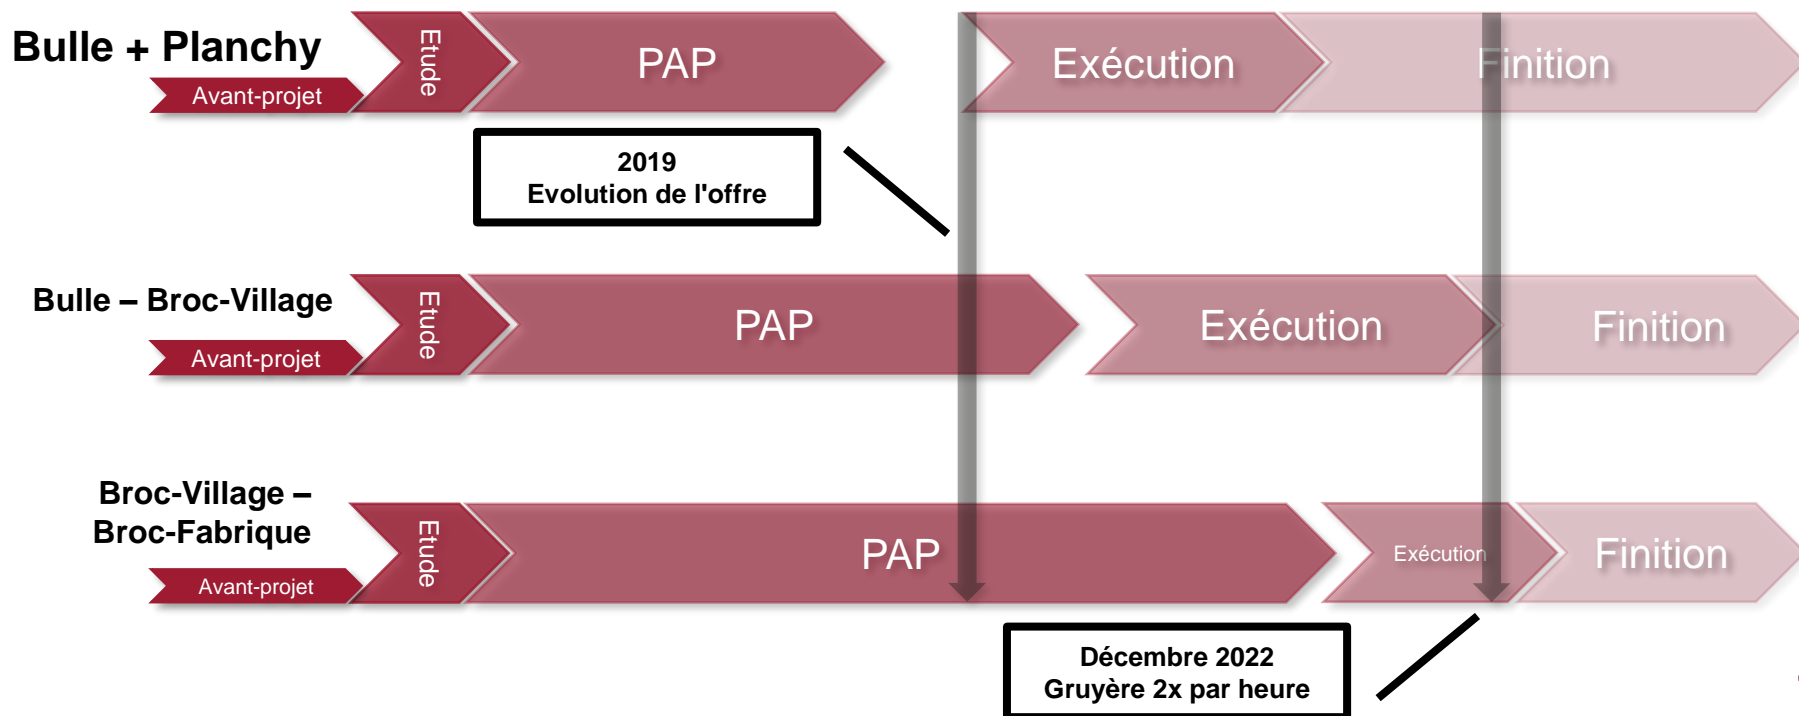 Bulle + Planchy
Avant-projet
Etude
PAP
Exécution
Finition
2019
Evolution de l'offre
Bulle – Broc-Village
Avant-projet
Etude
PAP
Exécution
Finition
Broc-Village –
Broc-Fabrique
Avant-projet
Etude
PAP
Exécution
Finition
Décembre 2022
Gruyère 2x par heure